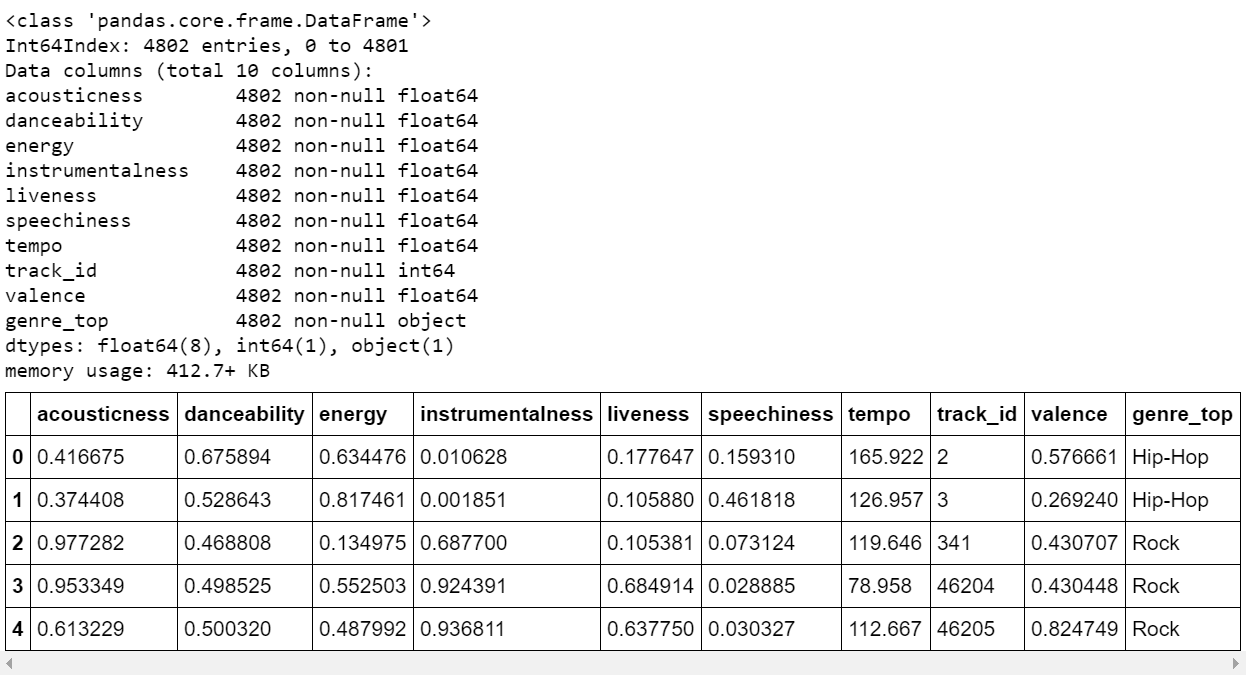 <class 'pandas.core.frame.DataFrame'>
Int64Index: 4802 entries, 0 to 4801
Data columns (total 10 columns):
acousticness        4802 non-null float64
danceability        4802 non-null float64
energy              4802 non-null float64
instrumentalness    4802 non-null float64
liveness            4802 non-null float64
speechiness         4802 non-null float64
tempo               4802 non-null float64
track_id            4802 non-null int64
valence             4802 non-null float64
genre_top           4802 non-null object
dtypes: float64(8), int64(1), object(1)
memory usage: 412.7+ KB
acousticness danceability energy instrumentalness liveness speechiness tempo track_id valence genre_top
0 0.416675 0.675894 0.634476 0.010628 0.177647 0.159310 165.922 2 0.576661 Hip-Hop
1 0.374408 0.528643 0.817461 0.001851 0.105880 0.461818 126.957 3 0.269240 Hip-Hop
2 0.977282 0.468808 0.134975 0.687700 0.105381 0.073124 119.646 341 0.430707 Rock
3 0.953349 0.498525 0.552503 0.924391 0.684914 0.028885 78.958 46204 0.430448 Rock
4 0.613229 0.500320 0.487992 0.936811 0.637750 0.030327 112.667 46205 0.824749 Rock